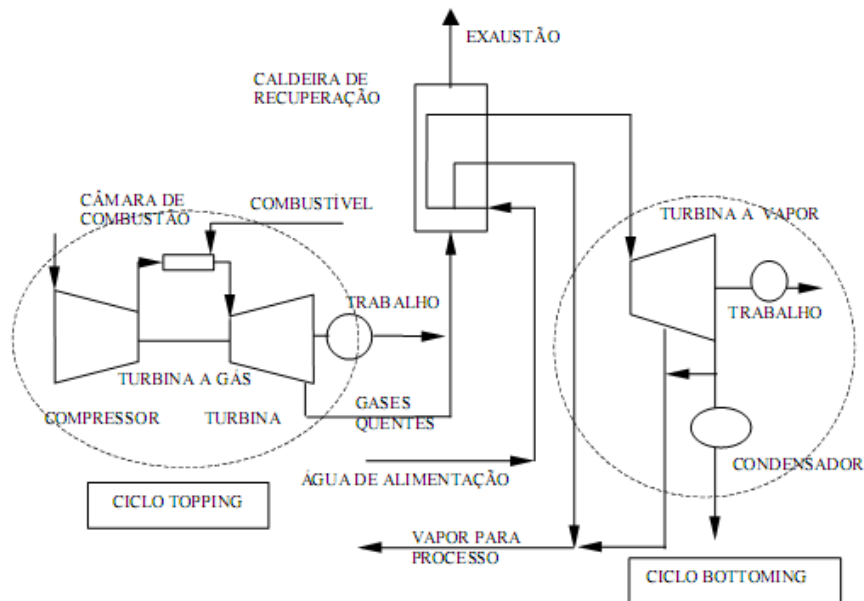 EXAUSTÃO
CALDEIRA DE
RECUPERAÇÃO
CÂMARA DE
COMBUSTÃO
COMBUSTÍVEL
TURBINA A VAPOR
TRABALHO
TRABALHO
TURBINA A GÁS
COMPRESSOR
TURBINA
GASES
QUENTES
CONDENSADOR
ÁGUA DE ALIMENTAÇÃO
CICLO TOPPING
VAPOR PARA
PROCESSO
CICLO BOTTOMING